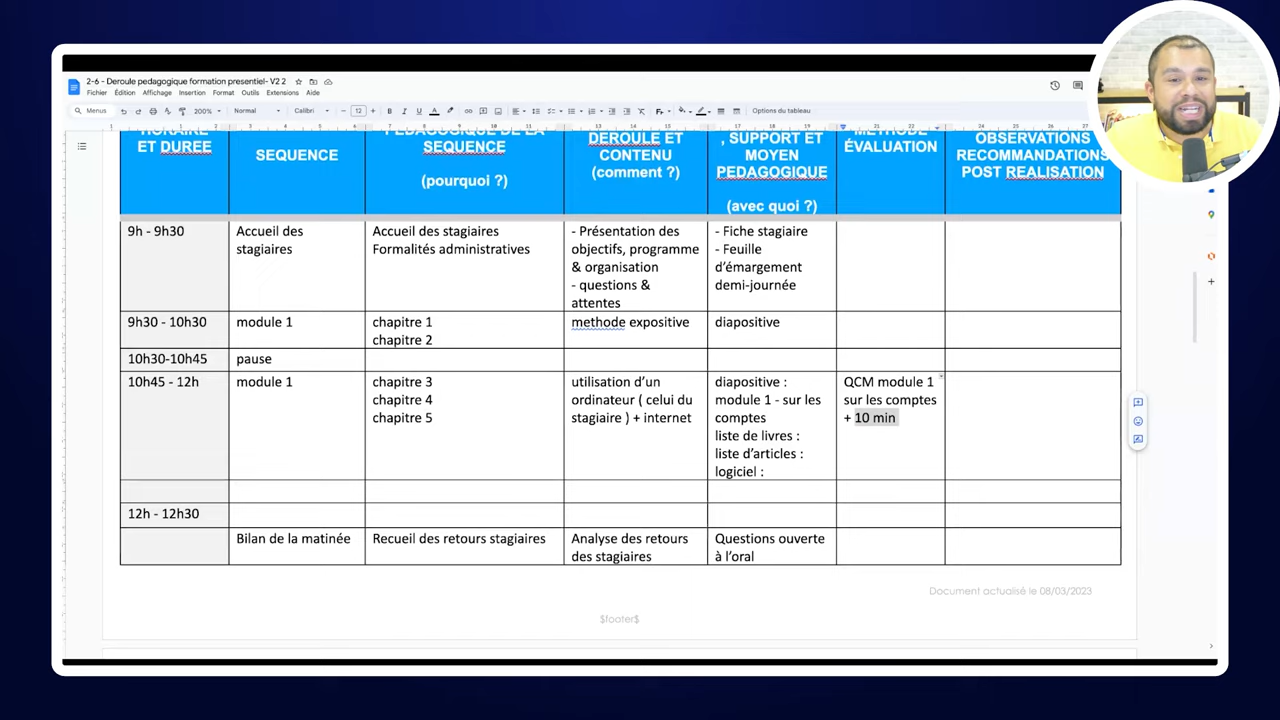 2-6 - Deroule pedagogique formation presentiel- V2 2
Fichier Édition Affichage Insertion Format Outils Extensions Aide
Menus 200% Normal Calibri 12 Options du tableau
HORAIRE
ET DUREE
SEQUENCE
PEDAGOGIQUE DE LA
SEQUENCE
(pourquoi ?)
DEROULE ET
CONTENU
(comment ?)
, SUPPORT ET
MOYEN
PEDAGOGIQUE
(avec quoi ?)
METHODE
ÉVALUATION
OBSERVATIONS
RECOMMANDATIONS
POST REALISATION
9h - 9h30
Accueil des
stagiaires
Accueil des stagiaires
Formalités administratives
- Présentation des
objectifs, programme
& organisation
- questions &
attentes
- Fiche stagiaire
- Feuille
d’émargement
demi-journée
9h30 - 10h30
module 1
chapitre 1
chapitre 2
methode expositive
diapositive
10h30-10h45
pause
10h45 - 12h
module 1
chapitre 3
chapitre 4
chapitre 5
utilisation d’un
ordinateur ( celui du
stagiaire ) + internet
diapositive :
module 1 - sur les
comptes
liste de livres :
liste d’articles :
logiciel :
QCM module 1
sur les comptes
+ 10 min
12h - 12h30
Bilan de la matinée
Recueil des retours stagiaires
Analyse des retours
des stagiaires
Questions ouverte
à l’oral
Document actualisé le 08/03/2023
$footer$